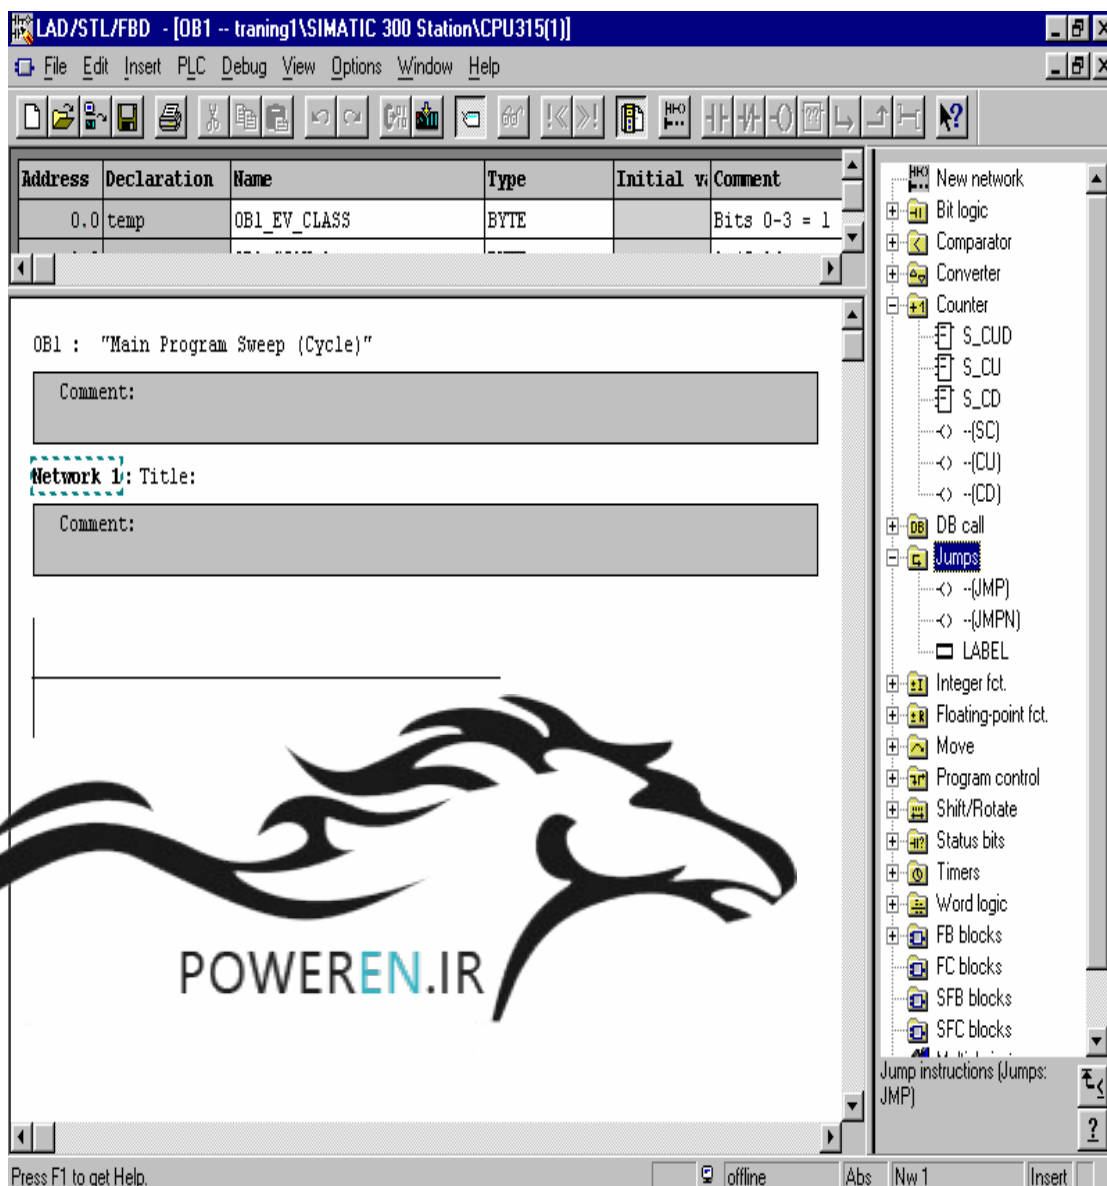 LAD/STL/FBD - [OB1 -- traning1\SIMATIC 300 Station\CPU315(1)]
File Edit Insert PLC Debug View Options Window Help
Address Declaration Name Type Initial Comment
0.0 temp OB1_EV_CLASS BYTE Bits 0-3 = 1
OB1 : "Main Program Sweep (Cycle)"
Comment:
Network 1: Title:
Comment:
POWEREN.IR
New network
Bit logic
Comparator
Converter
Counter
S_CUD
S_CU
S_CD
--(SC)
--(CU)
--(CD)
DB call
Jumps
--(JMP)
--(JMPN)
LABEL
Integer fct.
Floating-point fct.
Move
Program control
Shift/Rotate
Status bits
Timers
Word logic
FB blocks
FC blocks
SFB blocks
SFC blocks
Jump instructions (Jumps:
JMP)
Press F1 to get Help. offline Abs Nw 1 Insert